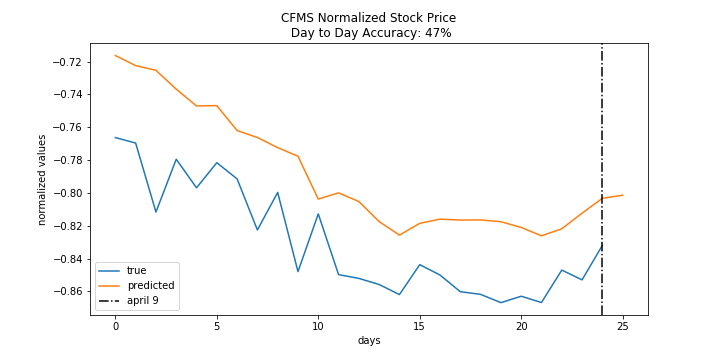 CFMS Normalized Stock Price
Day to Day Accuracy: 47%
normalized values
−0.72
−0.74
−0.76
−0.78
−0.80
−0.82
−0.84
−0.86
true
predicted
april 9
0 5 10 15 20 25
days